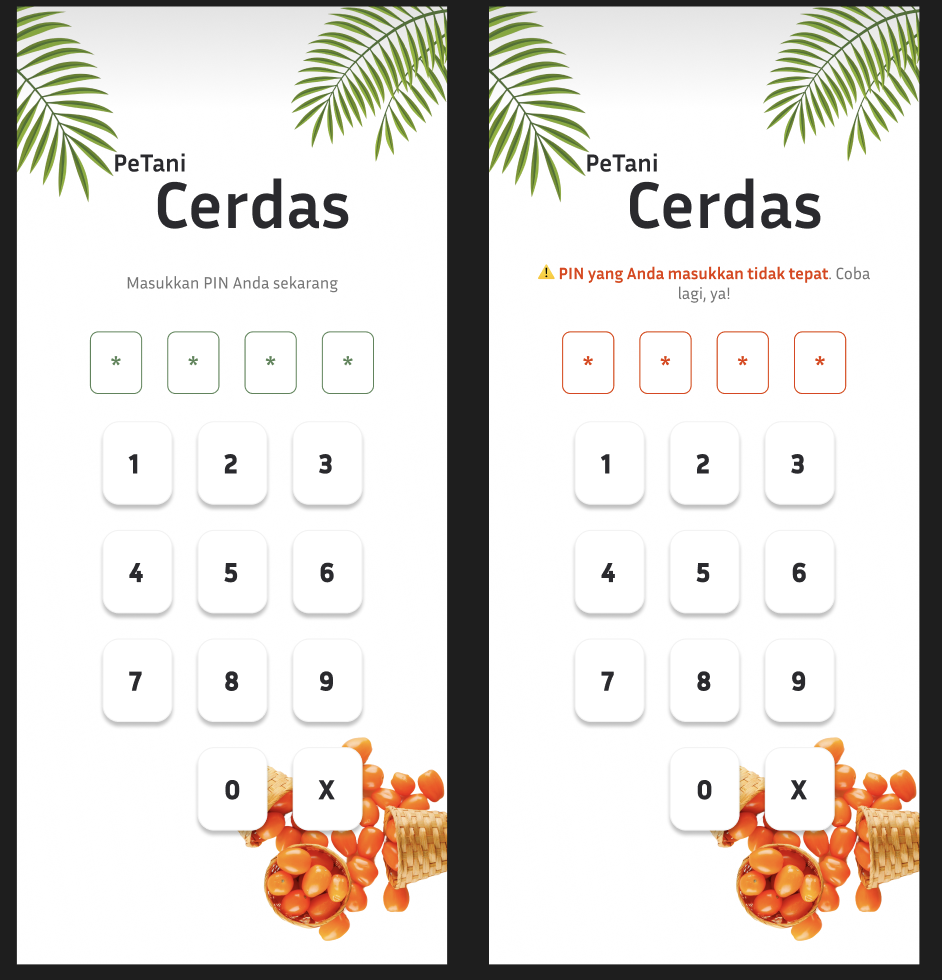 PeTani
Cerdas
Masukkan PIN Anda sekarang
* * * *
1 2 3
4 5 6
7 8 9
0 X
PeTani
Cerdas
⚠️ PIN yang Anda masukkan tidak tepat. Coba
lagi, ya!
* * * *
1 2 3
4 5 6
7 8 9
0 X